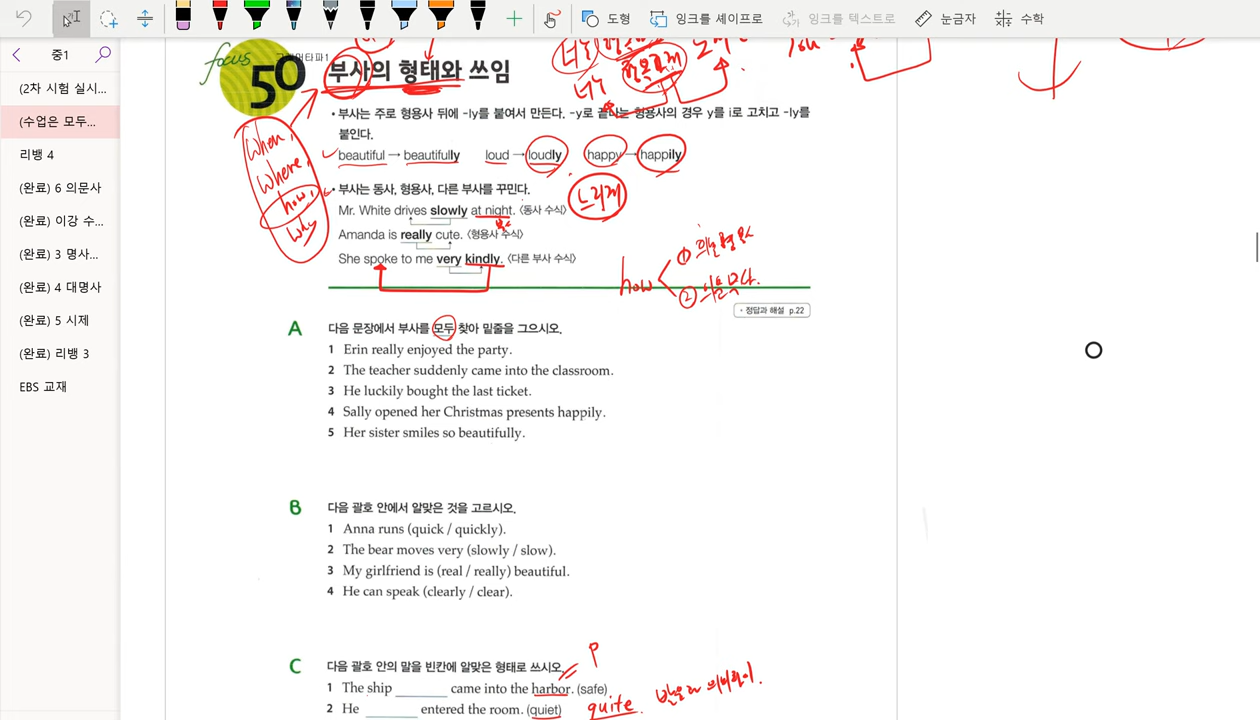 도형
잉크를 셰이프로
잉크를 텍스트로
눈금자
수학
중1
(2차 시험 실시...
(수업은 모두...
리뱅 4
(완료) 6 의문사
(완료) 이강 수...
(완료) 3 명사...
(완료) 4 대명사
(완료) 5 시제
(완료) 리뱅 3
EBS 교재
focus 50
부사의 형태와 쓰임
너는
너는
• 부사는 주로 형용사 뒤에 -ly를 붙여서 만든다. -y로 끝나는 형용사의 경우 y를 i로 고치고 -ly를
붙인다.
beautiful → beautifully loud → loudly happy → happily
When,
Where,
how,
why
• 부사는 동사, 형용사, 다른 부사를 꾸민다.
느리게
Mr. White drives slowly at night. 〈동사 수식〉
Amanda is really cute. 〈형용사 수식〉
She spoke to me very kindly. 〈다른 부사 수식〉
how
①
②
• 정답과 해설 p.22
A 다음 문장에서 부사를 모두 찾아 밑줄을 그으시오.
1 Erin really enjoyed the party.
2 The teacher suddenly came into the classroom.
3 He luckily bought the last ticket.
4 Sally opened her Christmas presents happily.
5 Her sister smiles so beautifully.
B 다음 괄호 안에서 알맞은 것을 고르시오.
1 Anna runs (quick / quickly).
2 The bear moves very (slowly / slow).
3 My girlfriend is (real / really) beautiful.
4 He can speak (clearly / clear).
C 다음 괄호 안의 말을 빈칸에 알맞은 형태로 쓰시오.
1 The ship ______ came into the harbor. (safe)
2 He ______ entered the room. (quiet) quite.